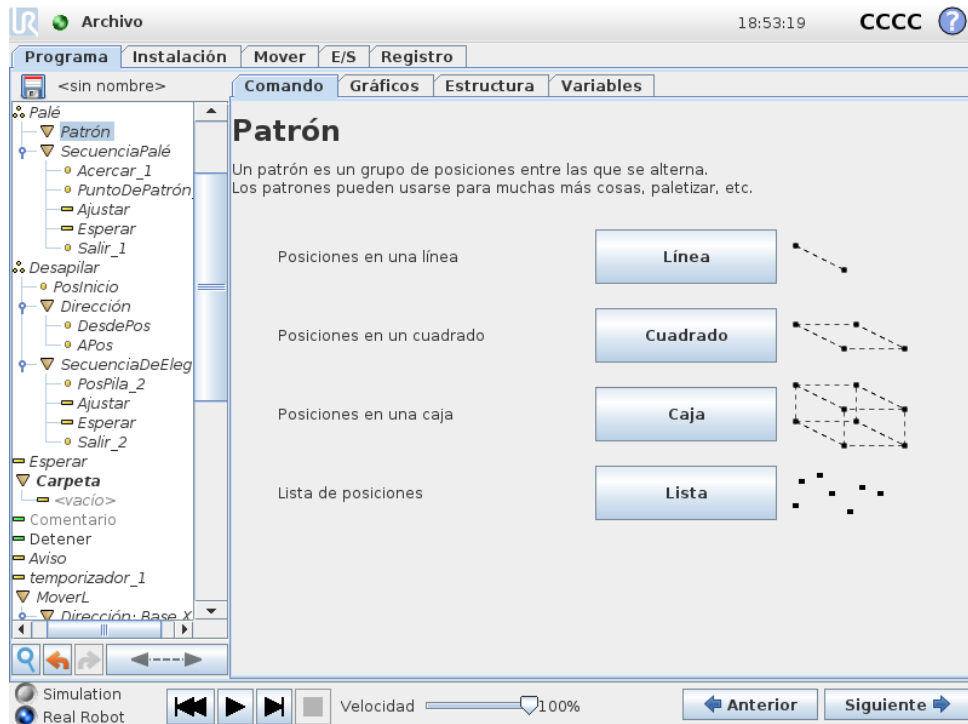 UR Archivo 18:53:19 CCCC ?
Programa Instalación Mover E/S Registro
<sin nombre>
Comando Gráficos Estructura Variables
Palé
Patrón
SecuenciaPalé
Acercar_1
PuntoDePatrón_
Ajustar
Esperar
Salir_1
Desapilar
PosInicio
Dirección
DesdePos
APos
SecuenciaDeEleg
PosPila_2
Ajustar
Esperar
Salir_2
Esperar
Carpeta
<vacío>
Comentario
Detener
Aviso
temporizador_1
MoverL
Dirección: Base X
Patrón
Un patrón es un grupo de posiciones entre las que se alterna.
Los patrones pueden usarse para muchas más cosas, paletizar, etc.
Posiciones en una línea Línea
Posiciones en un cuadrado Cuadrado
Posiciones en una caja Caja
Lista de posiciones Lista
Simulation
Real Robot
Velocidad 100%
Anterior Siguiente